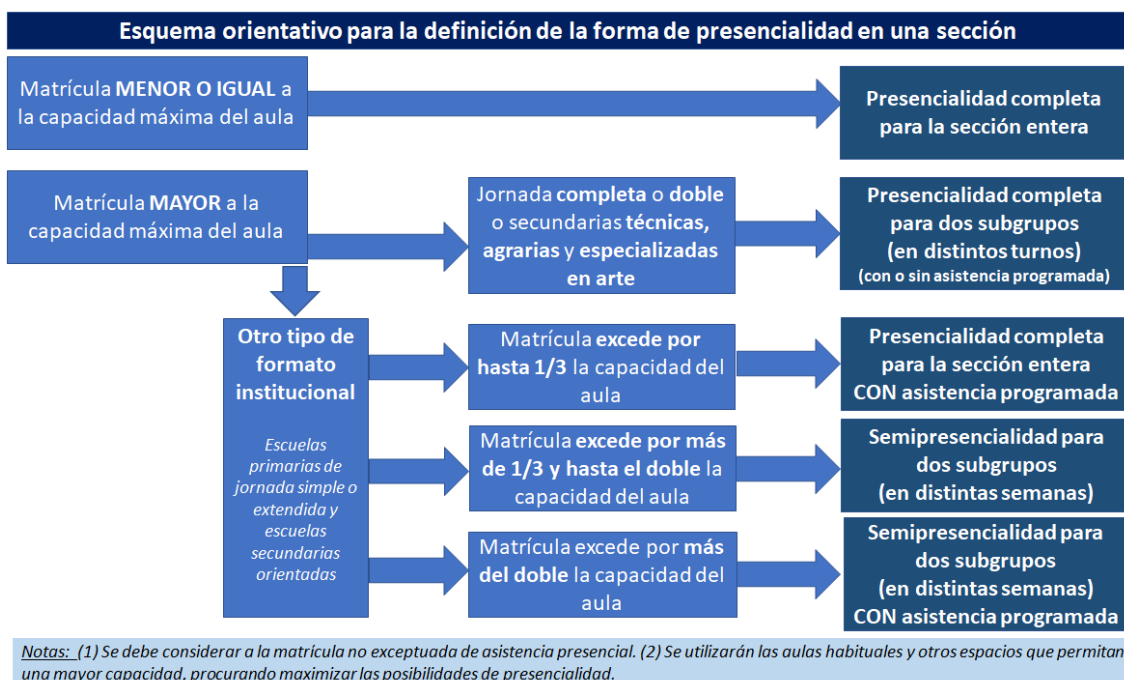 Esquema orientativo para la definición de la forma de presencialidad en una sección
Matrícula MENOR O IGUAL a
la capacidad máxima del aula
Presencialidad completa
para la sección entera
Matrícula MAYOR a la
capacidad máxima del aula
Jornada completa o doble
o secundarias técnicas,
agrarias y especializadas
en arte
Presencialidad completa
para dos subgrupos
(en distintos turnos)
(con o sin asistencia programada)
Otro tipo de
formato
institucional
Escuelas
primarias de
jornada simple o
extendida y
escuelas
secundarias
orientadas
Matrícula excede por
hasta 1/3 la capacidad del
aula
Presencialidad completa
para la sección entera
CON asistencia programada
Matrícula excede por más
de 1/3 y hasta el doble la
capacidad del aula
Semipresencialidad para
dos subgrupos
(en distintas semanas)
Matrícula excede por más
del doble la capacidad del
aula
Semipresencialidad para
dos subgrupos
(en distintas semanas)
CON asistencia programada
Notas: (1) Se debe considerar a la matrícula no exceptuada de asistencia presencial. (2) Se utilizarán las aulas habituales y otros espacios que permitan
una mayor capacidad, procurando maximizar las posibilidades de presencialidad.